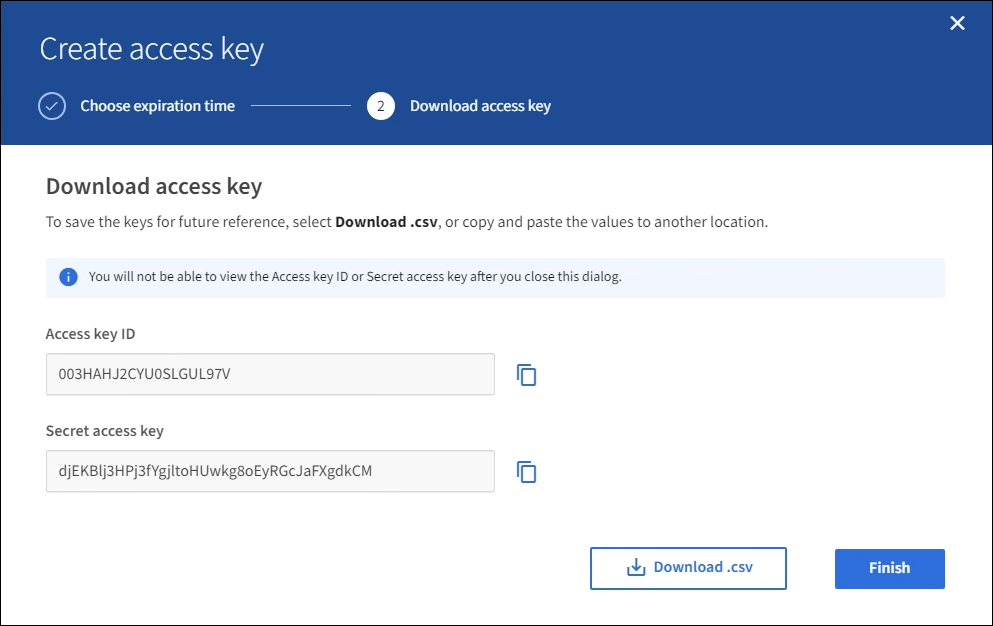 Create access key
Choose expiration time
2
Download access key
Download access key
To save the keys for future reference, select Download .csv, or copy and paste the values to another location.
You will not be able to view the Access key ID or Secret access key after you close this dialog.
Access key ID
003HAHJ2CYU0SLGUL97V
Secret access key
djEKBlj3HPj3fYgjltoHUwkg8oEyRGcJaFXgdkCM
Download .csv
Finish